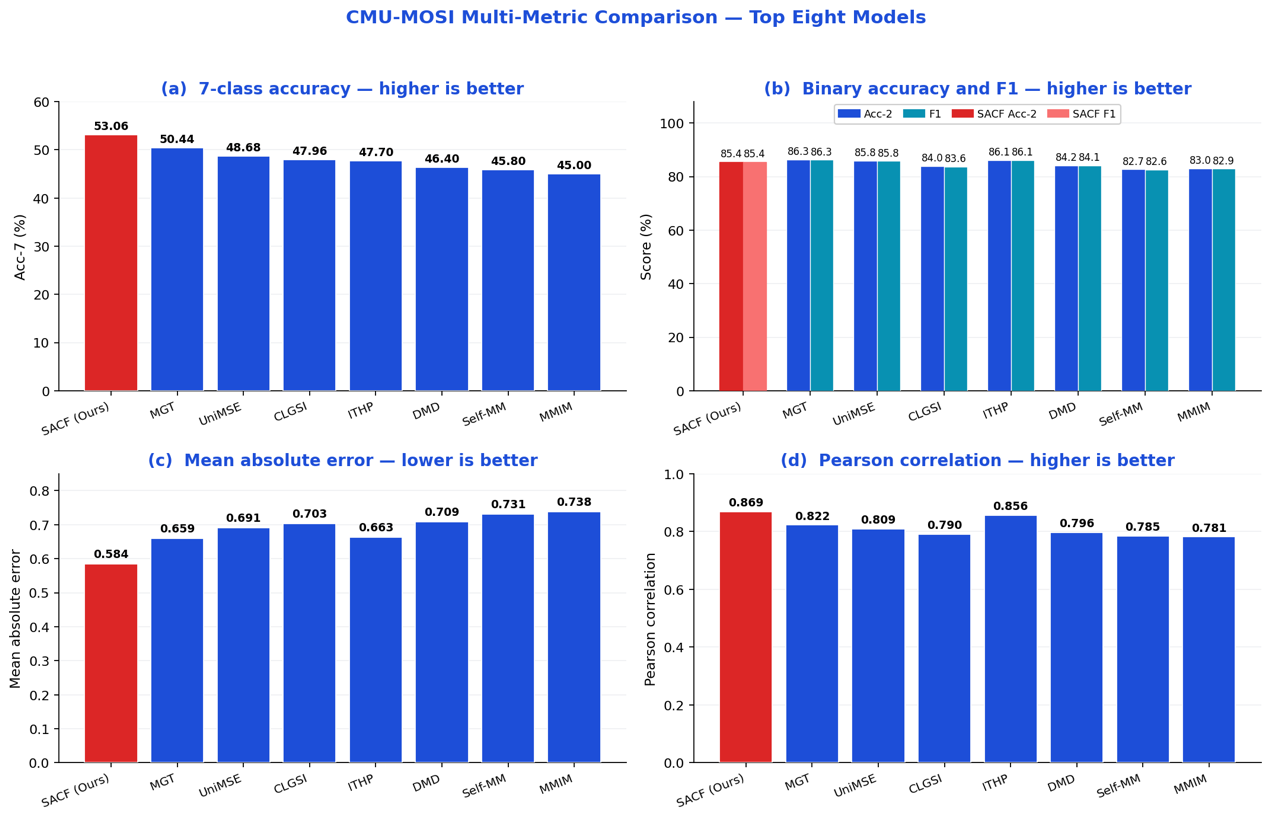 CMU-MOSI Multi-Metric Comparison — Top Eight Models
(a) 7-class accuracy — higher is better
Acc-7 (%)
60
50
40
30
20
10
0
53.06
50.44
48.68
47.96
47.70
46.40
45.80
45.00
SACF (Ours)
MGT
UniMSE
CLGSI
ITHP
DMD
Self-MM
MMIM
(b) Binary accuracy and F1 — higher is better
Acc-2
F1
SACF Acc-2
SACF F1
Score (%)
100
80
60
40
20
0
85.4 85.4
86.3 86.3
85.8 85.8
84.0 83.6
86.1 86.1
84.2 84.1
82.7 82.6
83.0 82.9
SACF (Ours)
MGT
UniMSE
CLGSI
ITHP
DMD
Self-MM
MMIM
(c) Mean absolute error — lower is better
Mean absolute error
0.8
0.7
0.6
0.5
0.4
0.3
0.2
0.1
0.0
0.584
0.659
0.691
0.703
0.663
0.709
0.731
0.738
SACF (Ours)
MGT
UniMSE
CLGSI
ITHP
DMD
Self-MM
MMIM
(d) Pearson correlation — higher is better
Pearson correlation
1.0
0.8
0.6
0.4
0.2
0.0
0.869
0.822
0.809
0.790
0.856
0.796
0.785
0.781
SACF (Ours)
MGT
UniMSE
CLGSI
ITHP
DMD
Self-MM
MMIM